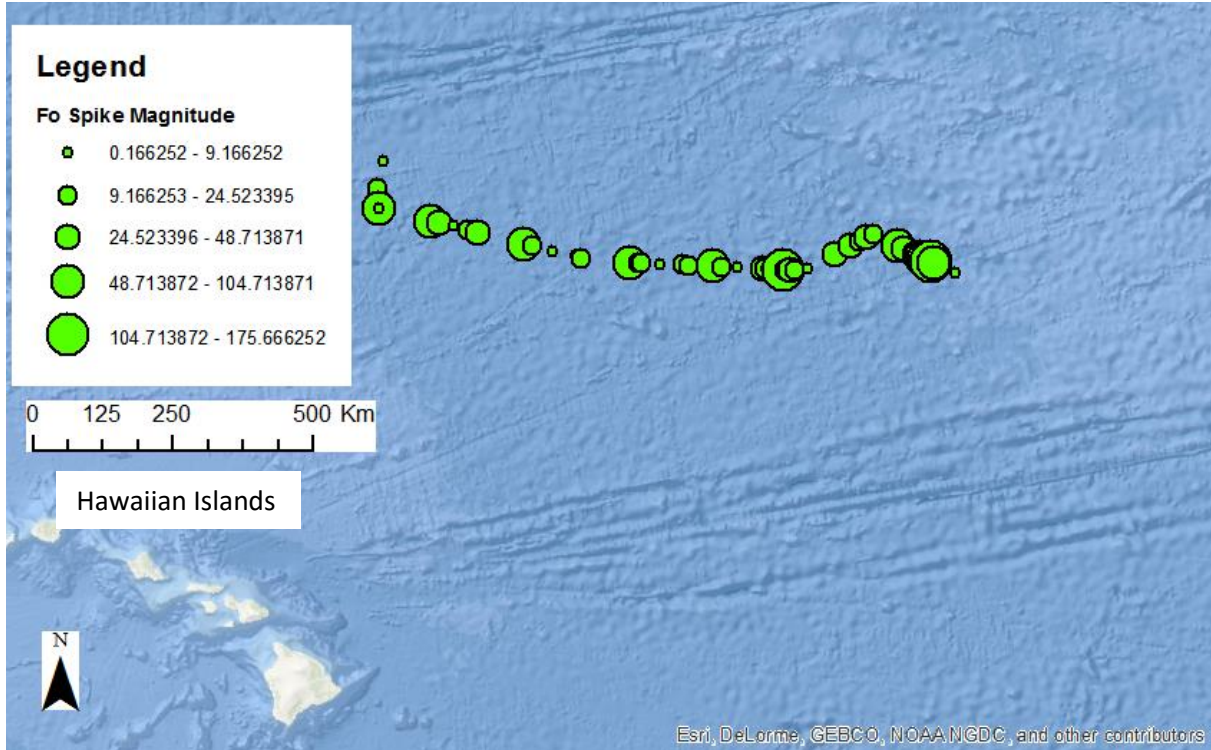 Legend
Fo Spike Magnitude
0.166252 - 9.166252
9.166253 - 24.523395
24.523396 - 48.713871
48.713872 - 104.713871
104.713872 - 175.666252
0 125 250 500 Km
Hawaiian Islands
N
Esri, DeLorme, GEBCO, NOAA NGDC, and other contributors